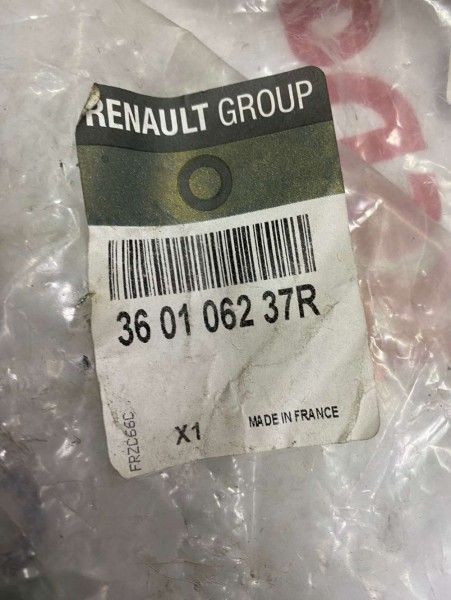 RENAULT GROUP
36 01 062 37R
FRZC66C
X1
MADE IN FRANCE